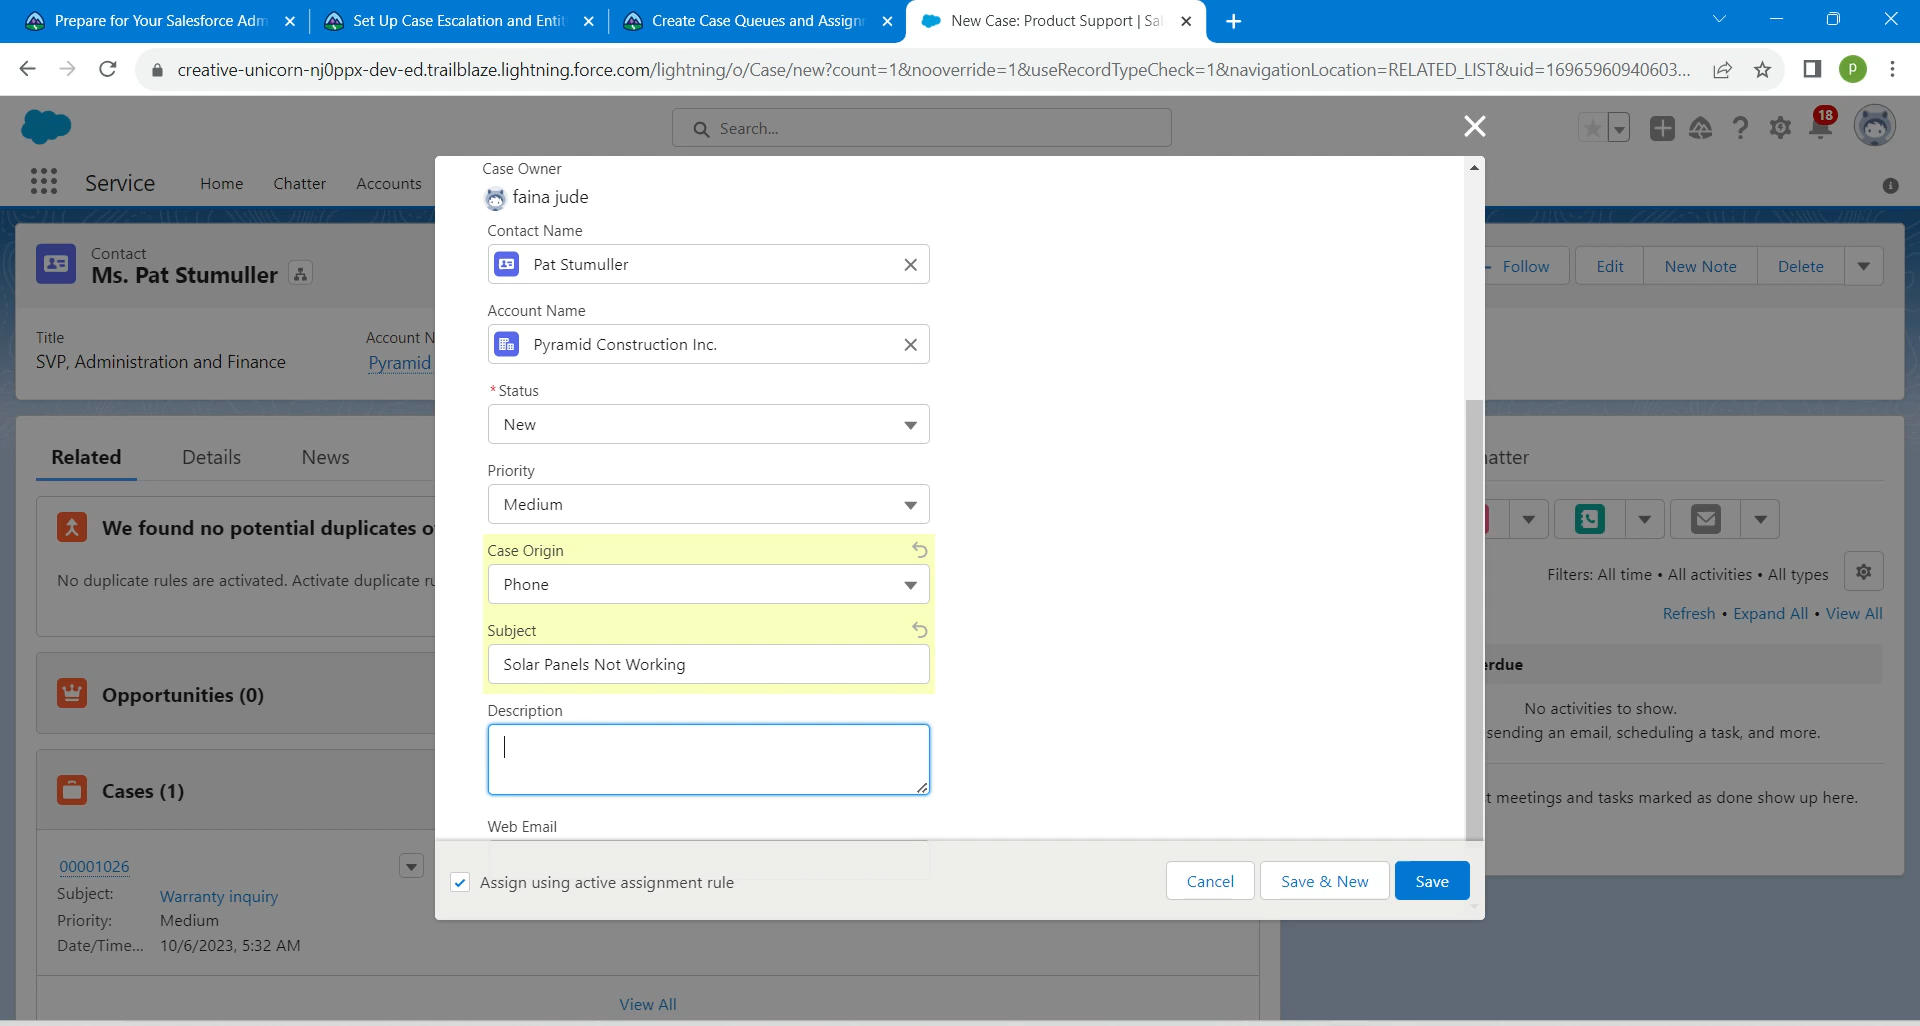 Prepare for Your Salesforce Adm
Set Up Case Escalation and Entit
Create Case Queues and Assignr
New Case: Product Support | Sal
creative-unicorn-nj0ppx-dev-ed.trailblaze.lightning.force.com/lightning/o/Case/new?count=1&nooverride=1&useRecordTypeCheck=1&navigationLocation=RELATED_LIST&uid=16965960940603...
P
Search...
18
Service
Home
Chatter
Accounts
Contact
Ms. Pat Stumuller
Follow
Edit
New Note
Delete
Title
SVP, Administration and Finance
Account N
Pyramid
Related
Details
News
We found no potential duplicates o
No duplicate rules are activated. Activate duplicate ru
Opportunities (0)
Cases (1)
00001026
Subject: Warranty inquiry
Priority: Medium
Date/Time... 10/6/2023, 5:32 AM
View All
Case Owner
faina jude
Contact Name
Pat Stumuller
Account Name
Pyramid Construction Inc.
* Status
New
Priority
Medium
Case Origin
Phone
Subject
Solar Panels Not Working
Description
Web Email
Assign using active assignment rule
Cancel
Save & New
Save
atter
Filters: All time • All activities • All types
Refresh • Expand All • View All
erdue
No activities to show.
sending an email, scheduling a task, and more.
t meetings and tasks marked as done show up here.